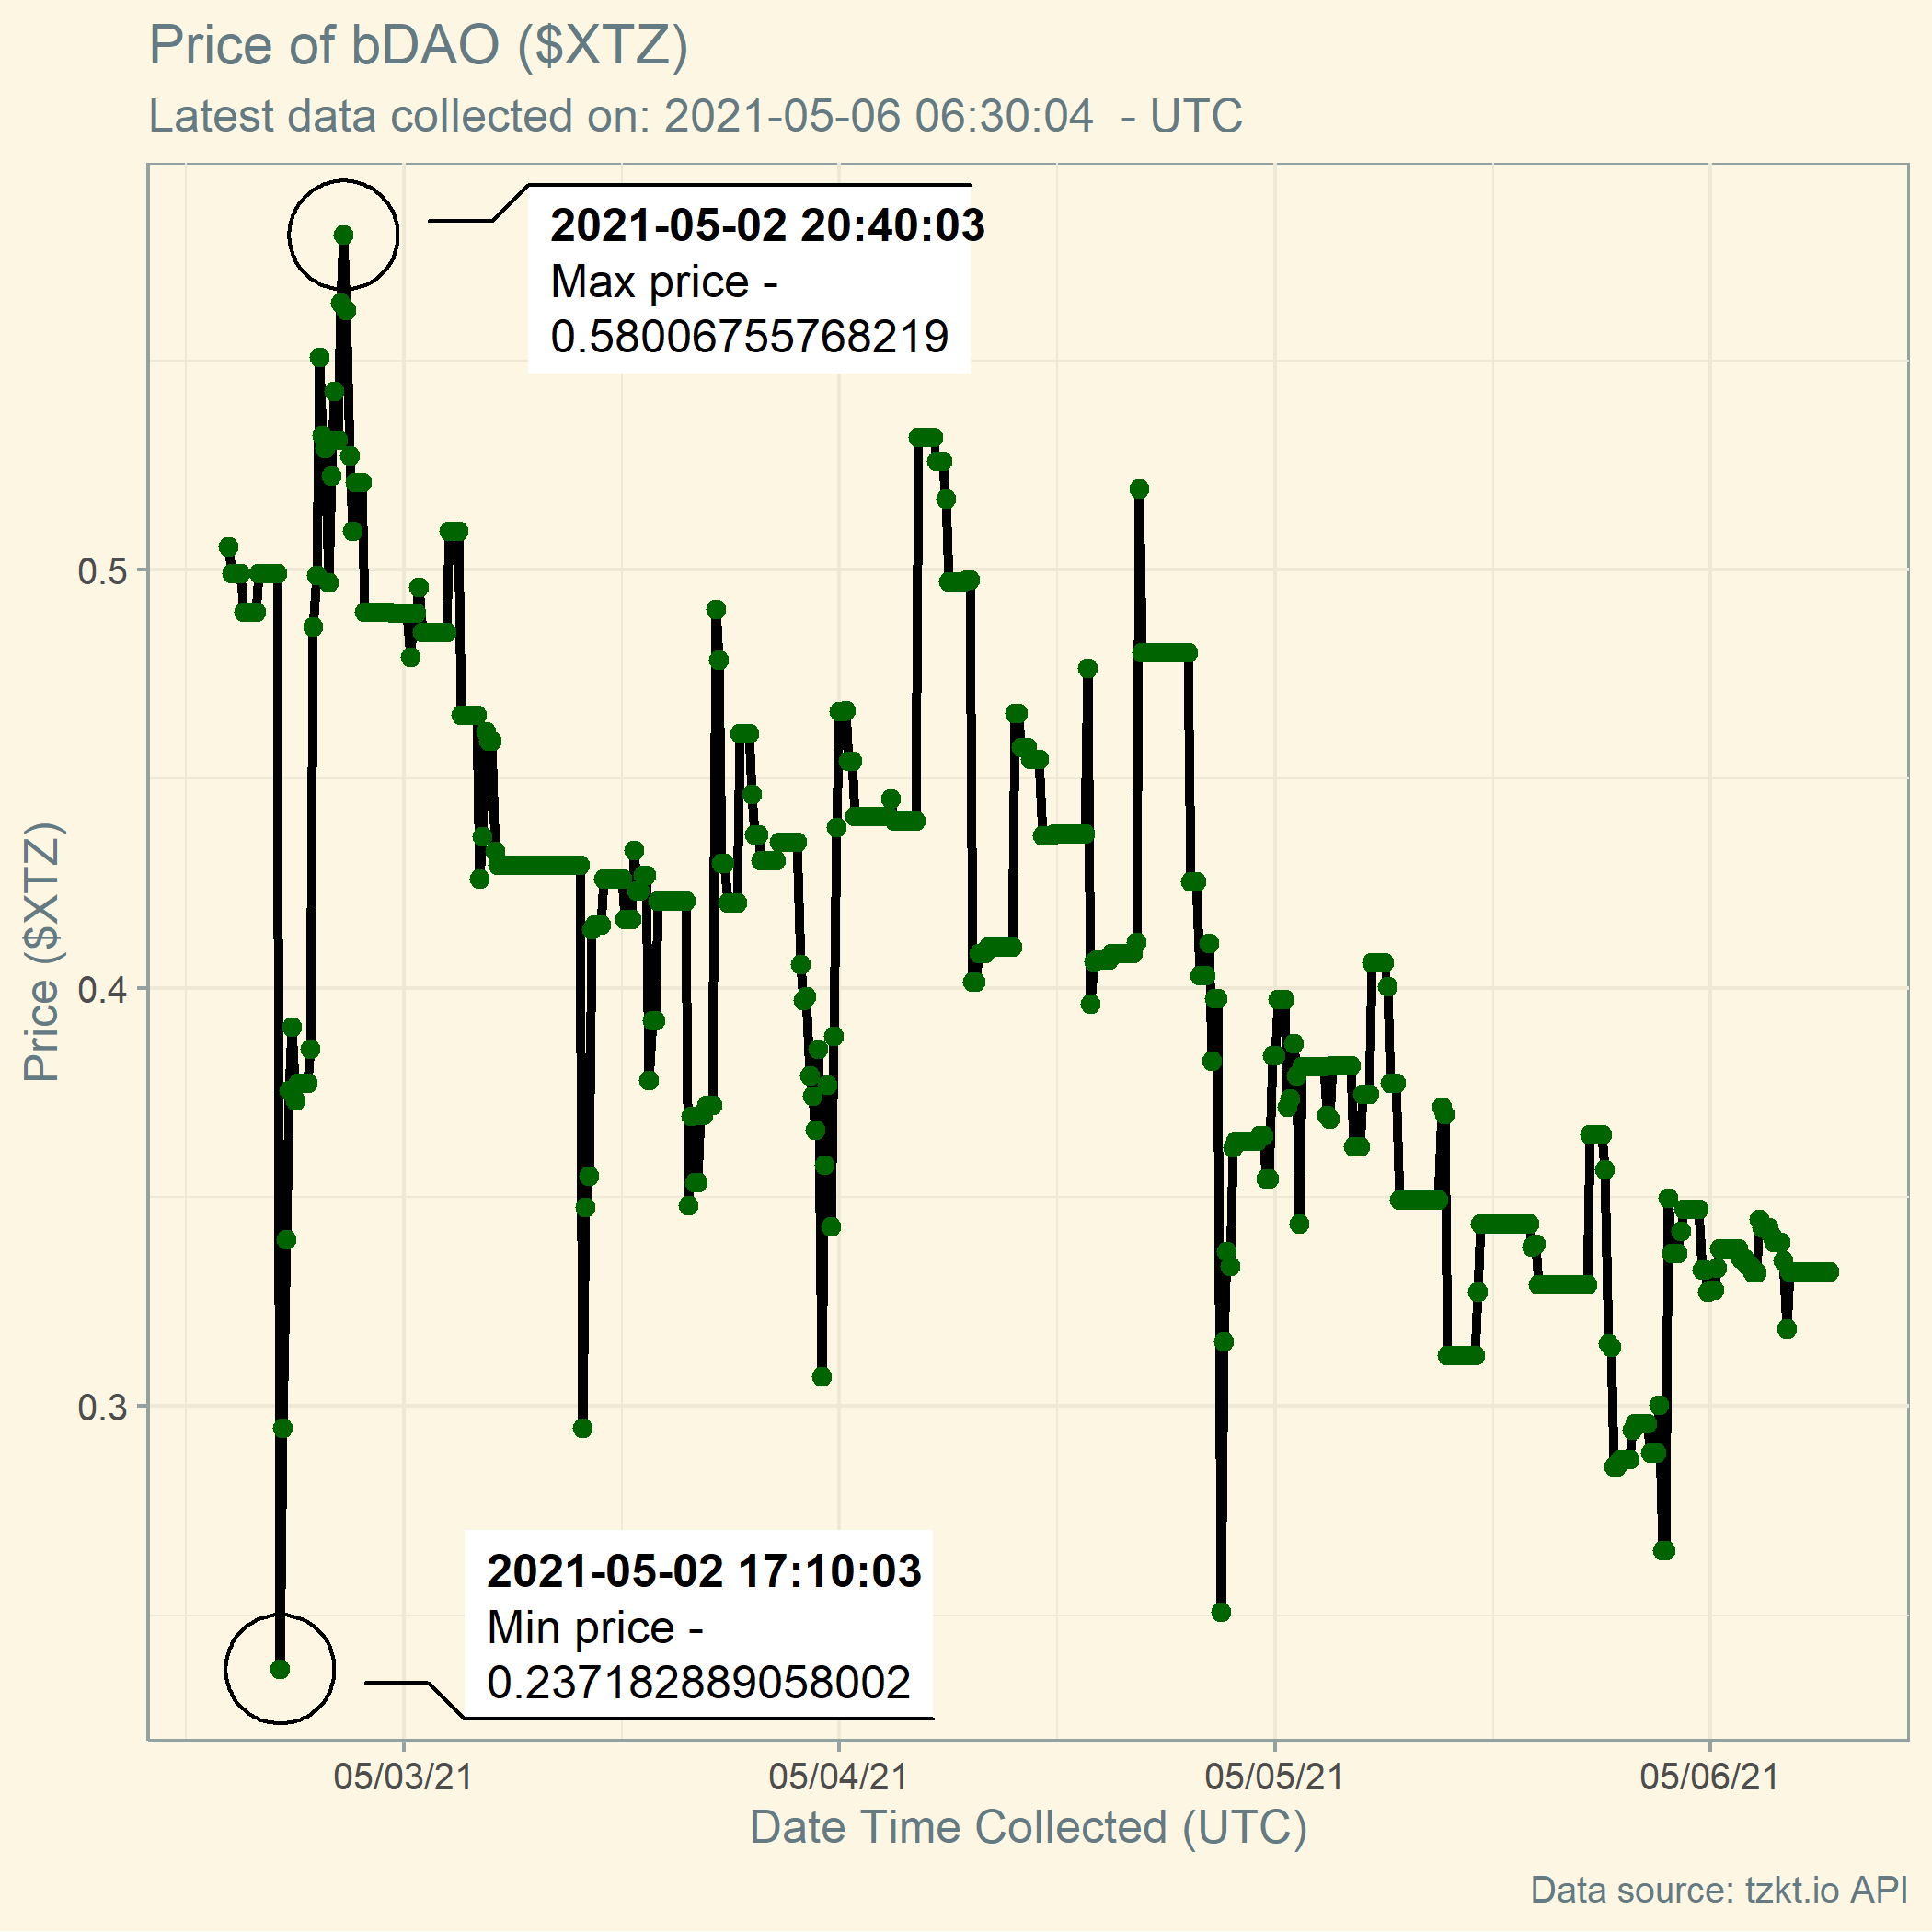 Price of bDAO ($XTZ)
Latest data collected on: 2021-05-06 06:30:04  - UTC
2021-05-02 20:40:03
Max price -
0.58006755768219
0.5
0.4
0.3
Price ($XTZ)
2021-05-02 17:10:03
Min price -
0.237182889058002
05/03/21
05/04/21
05/05/21
05/06/21
Date Time Collected (UTC)
Data source: tzkt.io API